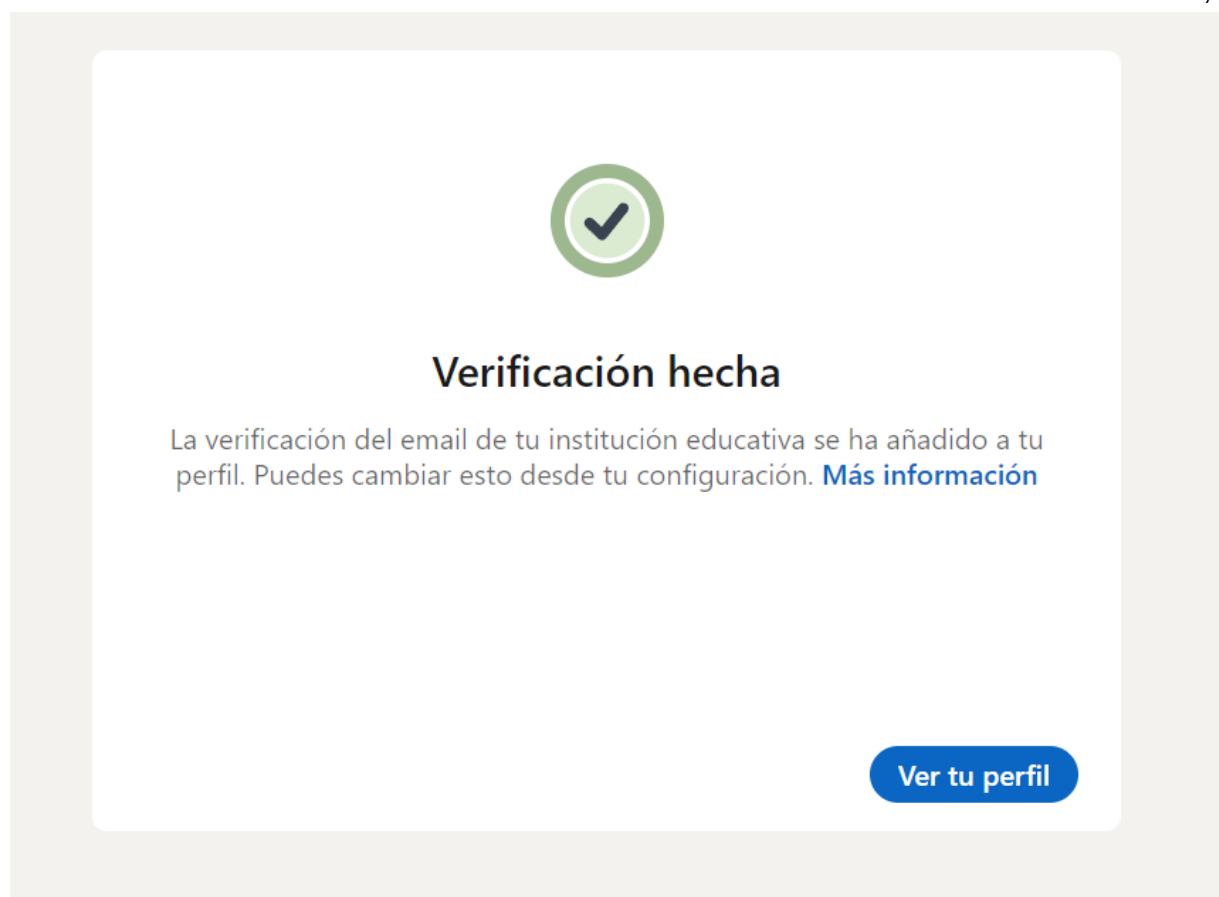 Verificación hecha
La verificación del email de tu institución educativa se ha añadido a tu
perfil. Puedes cambiar esto desde tu configuración. Más información
Ver tu perfil